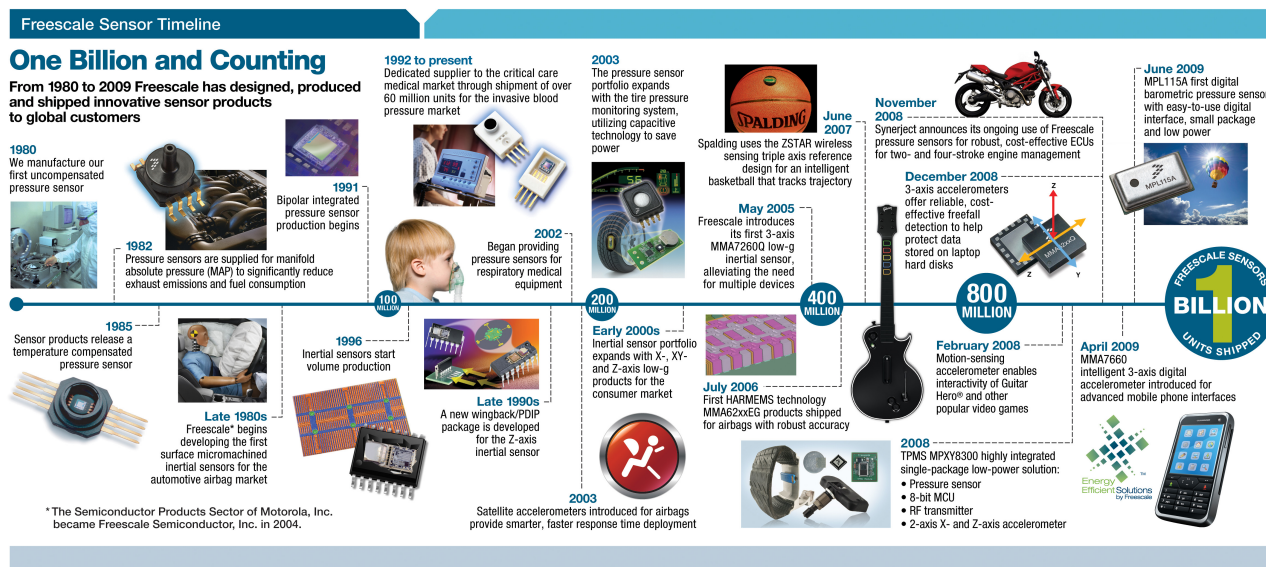 Freescale Sensor Timeline
One Billion and Counting
From 1980 to 2009 Freescale has designed, produced
and shipped innovative sensor products
to global customers
1980
We manufacture our
first uncompensated
pressure sensor
1982
Pressure sensors are supplied for manifold
absolute pressure (MAP) to significantly reduce
exhaust emissions and fuel consumption
1991
Bipolar integrated
pressure sensor
production begins
1992 to present
Dedicated supplier to the critical care
medical market through shipment of over
60 million units for the invasive blood
pressure market
2002
Began providing
pressure sensors for
respiratory medical
equipment
2003
The pressure sensor
portfolio expands
with the tire pressure
monitoring system,
utilizing capacitive
technology to save
power
SPALDING
June
2007
Spalding uses the ZSTAR wireless
sensing triple axis reference
design for an intelligent
basketball that tracks trajectory
May 2005
Freescale introduces
its first 3-axis
MMA7260Q low-g
inertial sensor,
alleviating the need
for multiple devices
November
2008
Synerject announces its ongoing use of Freescale
pressure sensors for robust, cost-effective ECUs
for two- and four-stroke engine management
December 2008
3-axis accelerometers
offer reliable, cost-
effective freefall
detection to help
protect data
stored on laptop
hard disks
Z
Z
Y
June 2009
MPL115A first digital
barometric pressure sensor
with easy-to-use digital
interface, small package
and low power
MPL115A
100
MILLION
200
MILLION
400
MILLION
800
MILLION
FREESCALE SENSORS
1
BILLION
UNITS SHIPPED
1985
Sensor products release a
temperature compensated
pressure sensor
Late 1980s
Freescale* begins
developing the first
surface micromachined
inertial sensors for the
automotive airbag market
1996
Inertial sensors start
volume production
Late 1990s
A new wingback/PDIP
package is developed
for the Z-axis
inertial sensor
Early 2000s
Inertial sensor portfolio
expands with X-, XY-
and Z-axis low-g
products for the
consumer market
2003
Satellite accelerometers introduced for airbags
provide smarter, faster response time deployment
July 2006
First HARMEMS technology
MMA62xxEG products shipped
for airbags with robust accuracy
February 2008
Motion-sensing
accelerometer enables
interactivity of Guitar
Hero® and other
popular video games
2008
TPMS MPXY8300 highly integrated
single-package low-power solution:
• Pressure sensor
• 8-bit MCU
• RF transmitter
• 2-axis X- and Z-axis accelerometer
April 2009
MMA7660
intelligent 3-axis digital
accelerometer introduced for
advanced mobile phone interfaces
Energy
Efficient Solutions
by Freescale
™
* The Semiconductor Products Sector of Motorola, Inc.
became Freescale Semiconductor, Inc. in 2004.